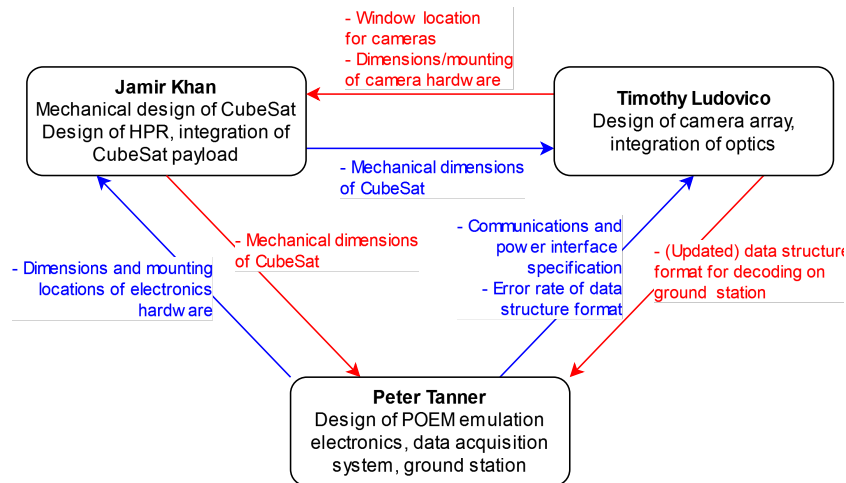 - Window location
for cameras
- Dimensions/mounting
of camera hardware
Jamir Khan
Mechanical design of CubeSat
Design of HPR, integration of
CubeSat payload
Timothy Ludovico
Design of camera array,
integration of optics
- Mechanical dimensions
of CubeSat
- Mechanical dimensions
of CubeSat
- Communications and
power interface
specification
- Error rate of data
structure format
- (Updated) data structure
format for decoding on
ground station
- Dimensions and mounting
locations of electronics
hardware
Peter Tanner
Design of POEM emulation
electronics, data acquisition
system, ground station